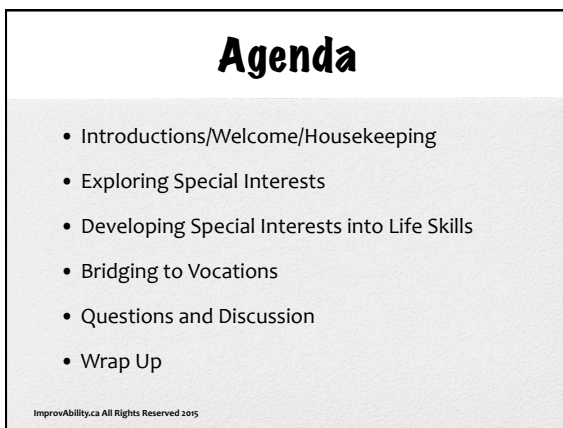 Agenda
• Introductions/Welcome/Housekeeping
• Exploring Special Interests
• Developing Special Interests into Life Skills
• Bridging to Vocations
• Questions and Discussion
• Wrap Up
ImprovAbility.ca All Rights Reserved 2015